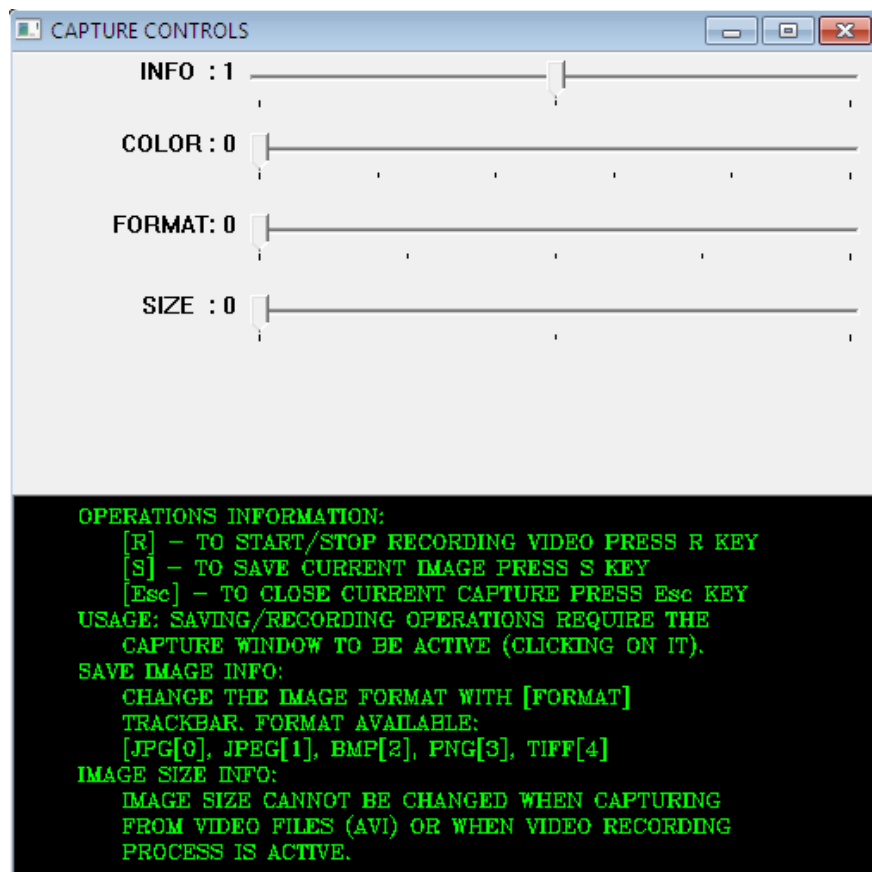 CAPTURE CONTROLS
INFO : 1
COLOR : 0
FORMAT: 0
SIZE : 0
OPERATIONS INFORMATION:
[R] - TO START/STOP RECORDING VIDEO PRESS R KEY
[S] - TO SAVE CURRENT IMAGE PRESS S KEY
[Esc] - TO CLOSE CURRENT CAPTURE PRESS Esc KEY
USAGE: SAVING/RECORDING OPERATIONS REQUIRE THE
CAPTURE WINDOW TO BE ACTIVE (CLICKING ON IT).
SAVE IMAGE INFO:
CHANGE THE IMAGE FORMAT WITH [FORMAT]
TRACKBAR. FORMAT AVAILABLE:
[JPG[0], JPEG[1], BMP[2], PNG[3], TIFF[4]
IMAGE SIZE INFO:
IMAGE SIZE CANNOT BE CHANGED WHEN CAPTURING
FROM VIDEO FILES (AVI) OR WHEN VIDEO RECORDING
PROCESS IS ACTIVE.